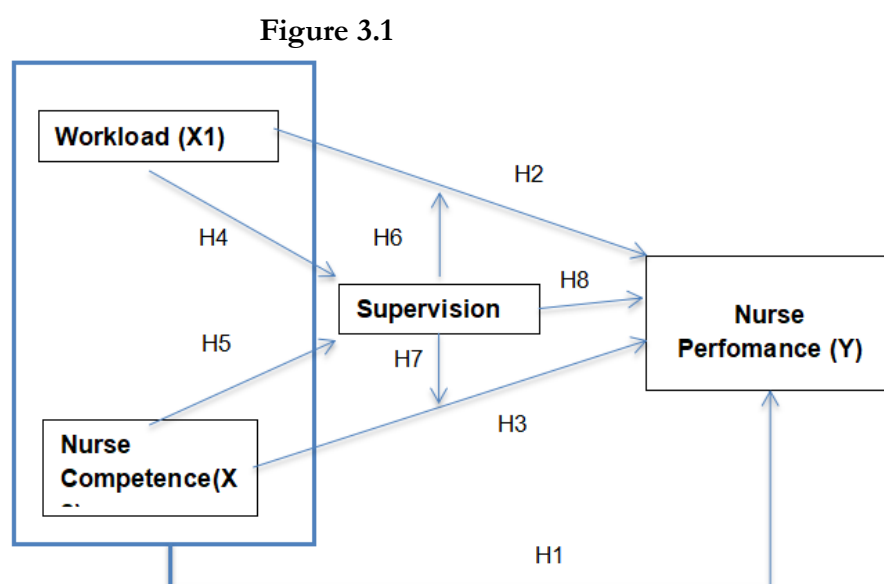 Figure 3.1
Workload (X1)
H2
H4
H6
H8
Supervision
Nurse
Perfomance (Y)
H5
H7
H3
Nurse
Competence(X
H1